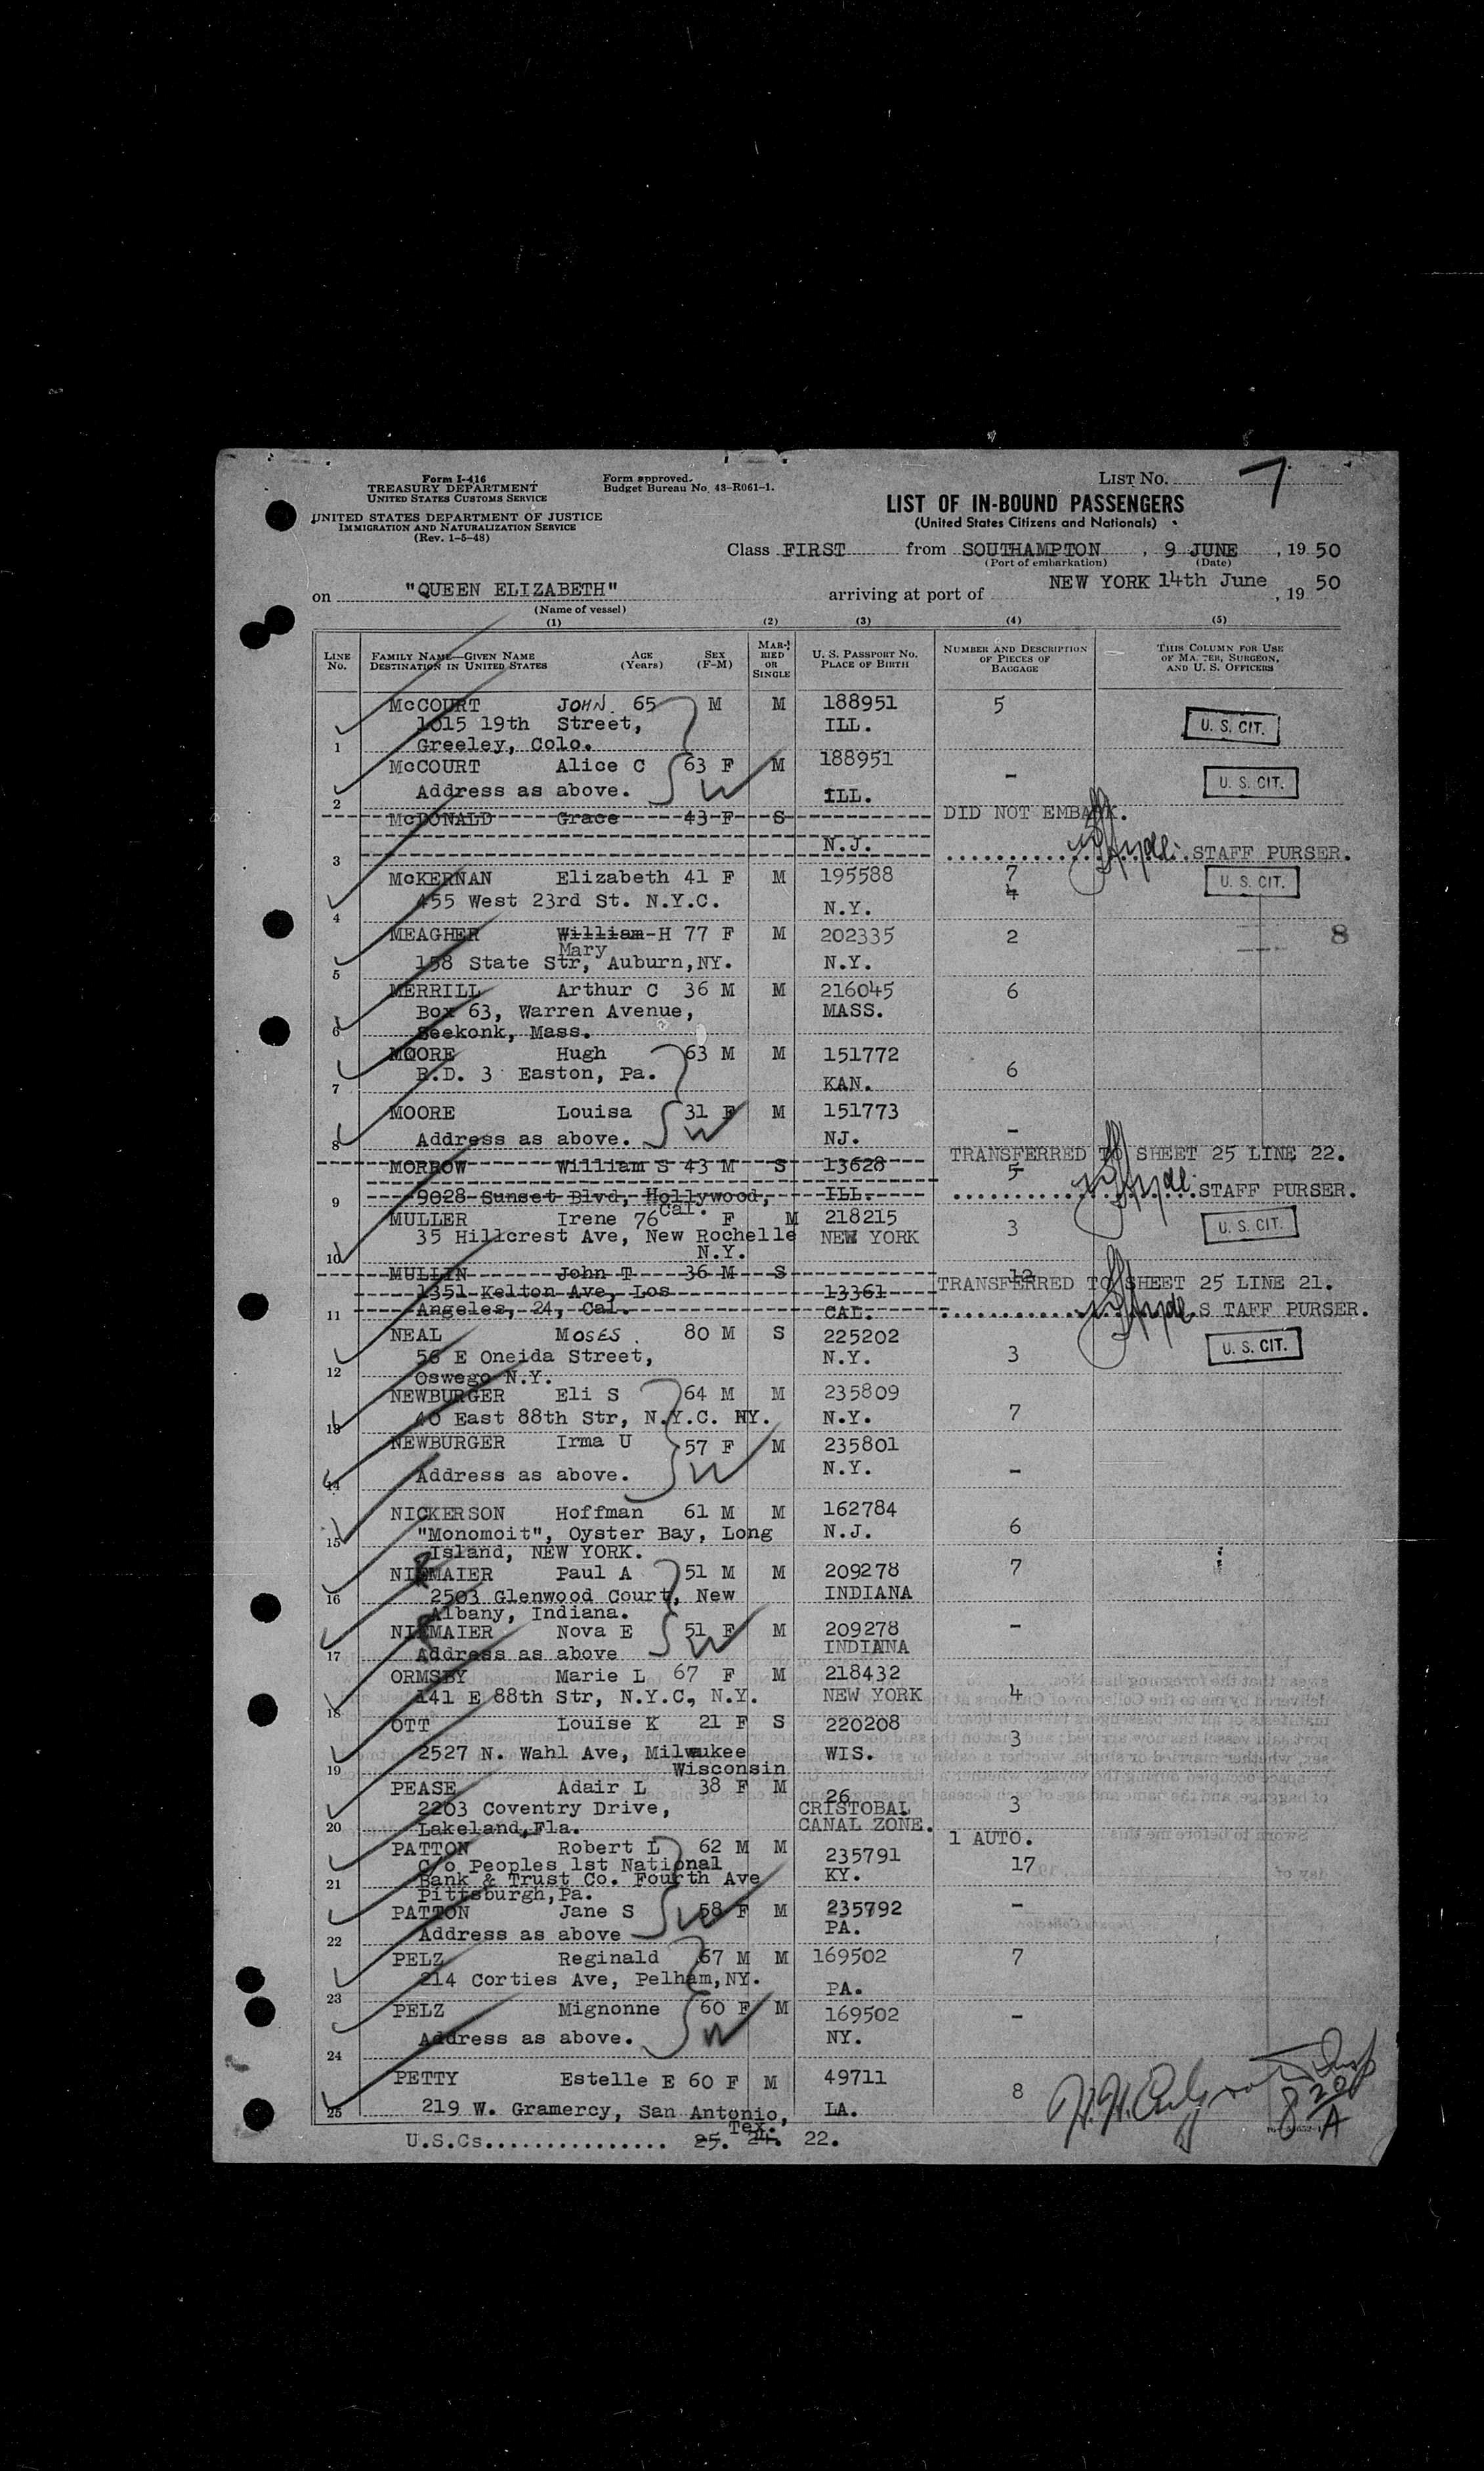 Form I-416
TREASURY DEPARTMENT
UNITED STATES CUSTOMS SERVICE
UNITED STATES DEPARTMENT OF JUSTICE
IMMIGRATION AND NATURALIZATION SERVICE
(Rev. 1-5-48)
Form approved.
Budget Bureau No. 43-R061-1.
LIST No. 7
LIST OF IN-BOUND PASSENGERS
(United States Citizens and Nationals)
Class FIRST from SOUTHAMPTON, 9 JUNE, 1950
(Port of embarkation) (Date)
on "QUEEN ELIZABETH" arriving at port of NEW YORK 14th June, 1950
(Name of vessel)
(1) (2) (3) (4) (5)
LINE No. FAMILY NAME—GIVEN NAME DESTINATION IN UNITED STATES AGE (Years) SEX (F-M) MARRIED OR SINGLE U. S. PASSPORT No. PLACE OF BIRTH NUMBER AND DESCRIPTION OF PIECES OF BAGGAGE THIS COLUMN FOR USE OF MASTER, SURGEON, AND U. S. OFFICERS
McCOURT JOHN. 65 M M 188951 5
1015 19th Street, ILL. U. S. CIT.
1 Greeley, Colo.
McCOURT Alice C 63 F M 188951 -
Address as above. W ILL. U. S. CIT.
2
McDONALD Grace 43 F S DID NOT EMBARK.
N.J.
3 STAFF PURSER.
McKERNAN Elizabeth 41 F M 195588 7 U. S. CIT.
455 West 23rd St. N.Y.C. N.Y. 4
4
MEAGHER William H 77 F M 202335 2 8
Mary
158 State Str, Auburn,NY. N.Y.
5
MERRILL Arthur C 36 M M 216045 6
Box 63, Warren Avenue, MASS.
6 Seekonk, Mass.
MOORE Hugh 63 M M 151772
R.D. 3 Easton, Pa. KAN. 6
7
MOORE Louisa 31 F M 151773
8 Address as above. W NJ. -
MORROW William S 43 M S 13628 5 TRANSFERRED TO SHEET 25 LINE 22.
9 9028 Sunset Blvd, Hollywood, Cal. ILL. STAFF PURSER.
MULLER Irene 76 F M 218215 3 U. S. CIT.
35 Hillcrest Ave, New Rochelle NEW YORK
10 N.Y.
MULLIN John T 36 M S 12 TRANSFERRED TO SHEET 25 LINE 21.
1351 Kelton Ave, Los 13361
11 Angeles, 24, Cal. CAL. S TAFF PURSER.
NEAL MOSES. 80 M S 225202 U. S. CIT.
56 E Oneida Street, N.Y. 3
12 Oswego N.Y.
NEWBURGER Eli S 64 M M 235809
13 40 East 88th Str, N.Y.C. NY. N.Y. 7
NEWBURGER Irma U 57 F M 235801
N.Y.
14 Address as above. W -
NICKERSON Hoffman 61 M M 162784
15 "Monomoit", Oyster Bay, Long N.J. 6
Island, NEW YORK.
Paul A 51 M M 209278 7
16 2503 Glenwood Court, New INDIANA
Albany, Indiana.
Nova E 51 F M 209278 -
17 Address as above W INDIANA
ORMSBY Marie L 67 F M 218432
18 141 E 88th Str, N.Y.C, N.Y. NEW YORK 4
OTT Louise K 21 F S 220208
2527 N. Wahl Ave, Milwaukee WIS. 3
19 Wisconsin
PEASE Adair L 38 F M 26
2203 Coventry Drive, CRISTOBAL 3
20 Lakeland,Fla. CANAL ZONE.
PATTON Robert L 62 M M 1 AUTO.
C/o Peoples 1st National 235791 17
21 Bank & Trust Co. Fourth Ave KY.
Pittsburgh,Pa.
PATTON Jane S 58 F M 235792 -
22 Address as above W PA.
PELZ Reginald 67 M M 169502 7
214 Corties Ave, Pelham,NY. PA.
23
PELZ Mignonne 60 F M 169502 -
Address as above. W NY.
24
PETTY Estelle E 60 F M 49711 8
25 219 W. Gramercy, San Antonio, LA.
Tex.
U.S.Cs................ 25. 24. 22.